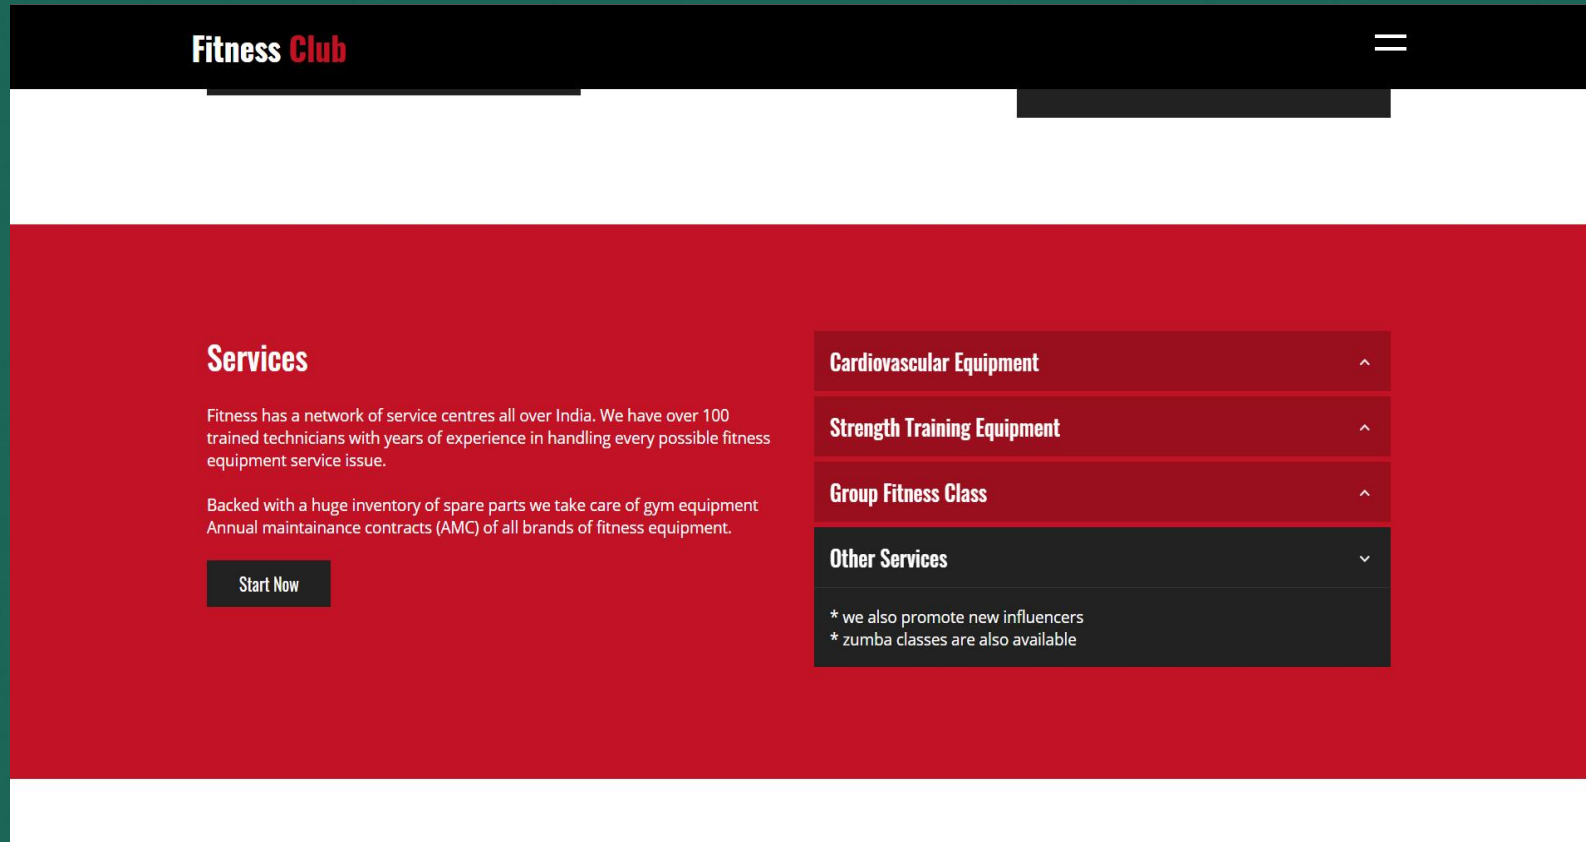 Fitness Club
Services
Fitness has a network of service centres all over India. We have over 100
trained technicians with years of experience in handling every possible fitness
equipment service issue.
Backed with a huge inventory of spare parts we take care of gym equipment
Annual maintainance contracts (AMC) of all brands of fitness equipment.
Start Now
Cardiovascular Equipment
Strength Training Equipment
Group Fitness Class
Other Services
* we also promote new influencers
* zumba classes are also available